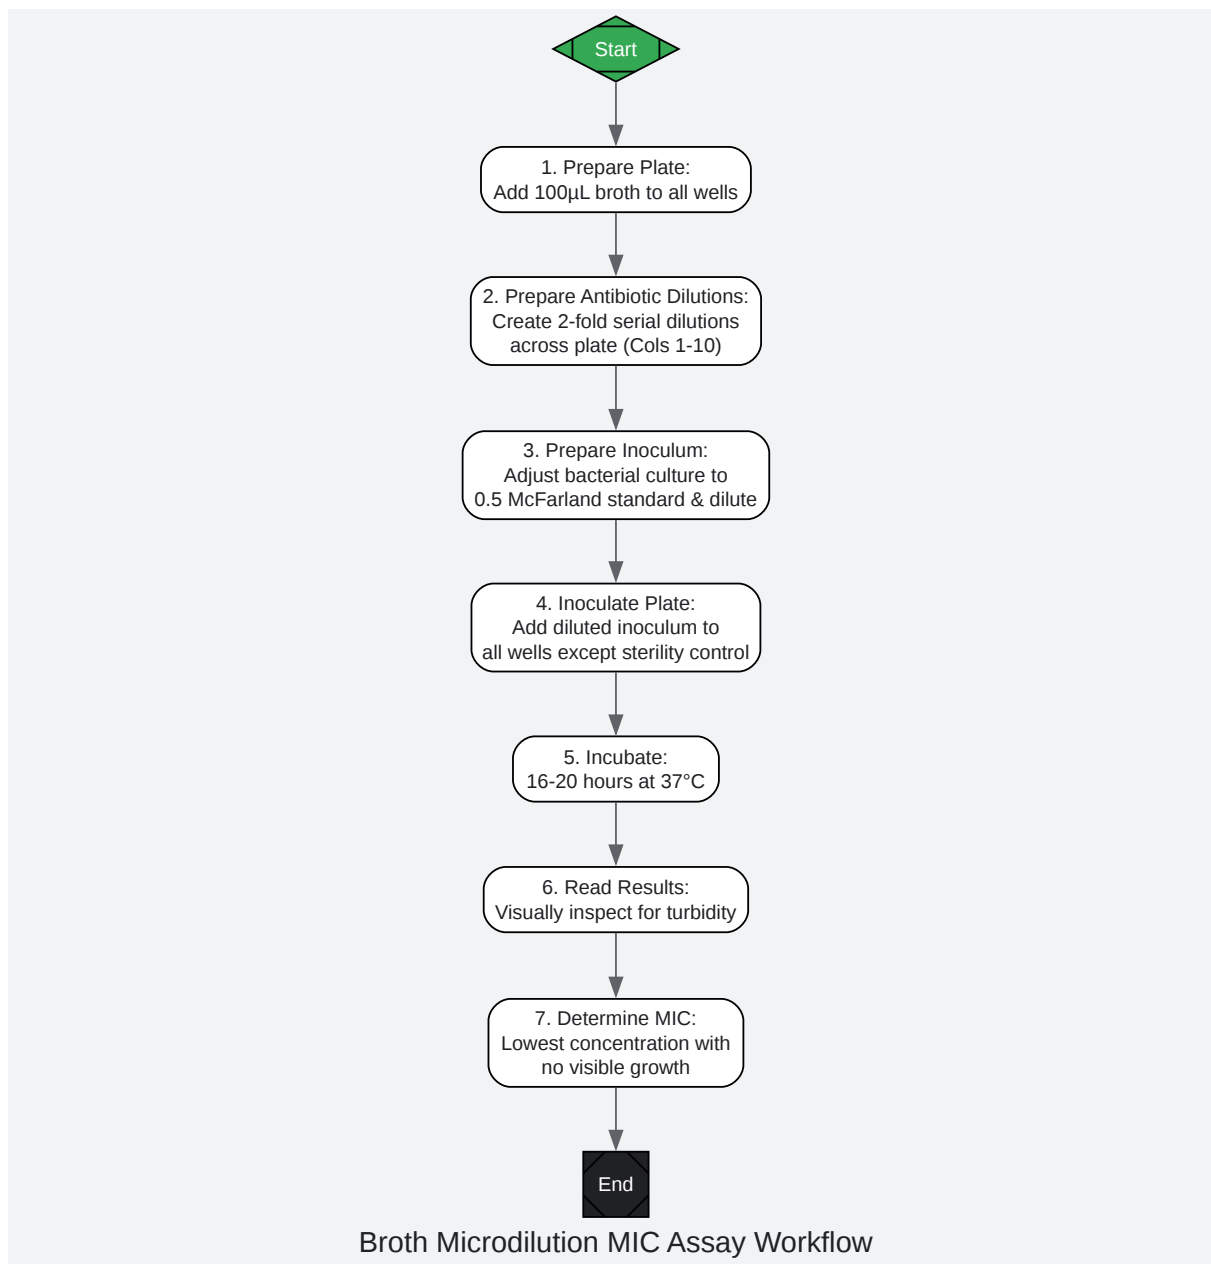 Start
1. Prepare Plate:
Add 100µL broth to all wells
2. Prepare Antibiotic Dilutions:
Create 2-fold serial dilutions
across plate (Cols 1-10)
3. Prepare Inoculum:
Adjust bacterial culture to
0.5 McFarland standard & dilute
4. Inoculate Plate:
Add diluted inoculum to
all wells except sterility control
5. Incubate:
16-20 hours at 37°C
6. Read Results:
Visually inspect for turbidity
7. Determine MIC:
Lowest concentration with
no visible growth
End
Broth Microdilution MIC Assay Workflow